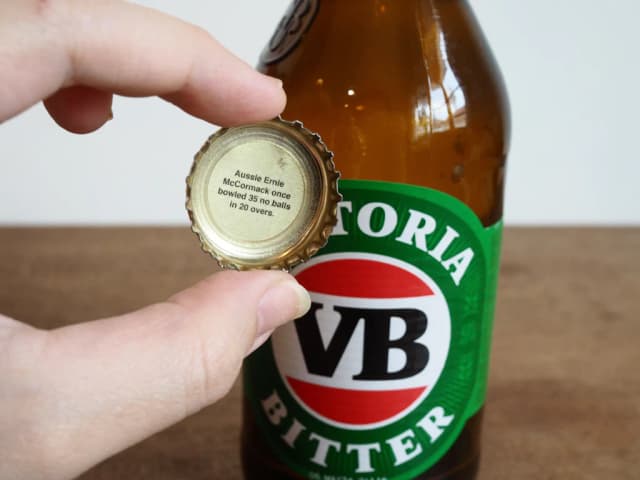 Aussie Ernie
McCormack once
bowled 35 no balls
in 20 overs.
TORIA
VB
BITTER